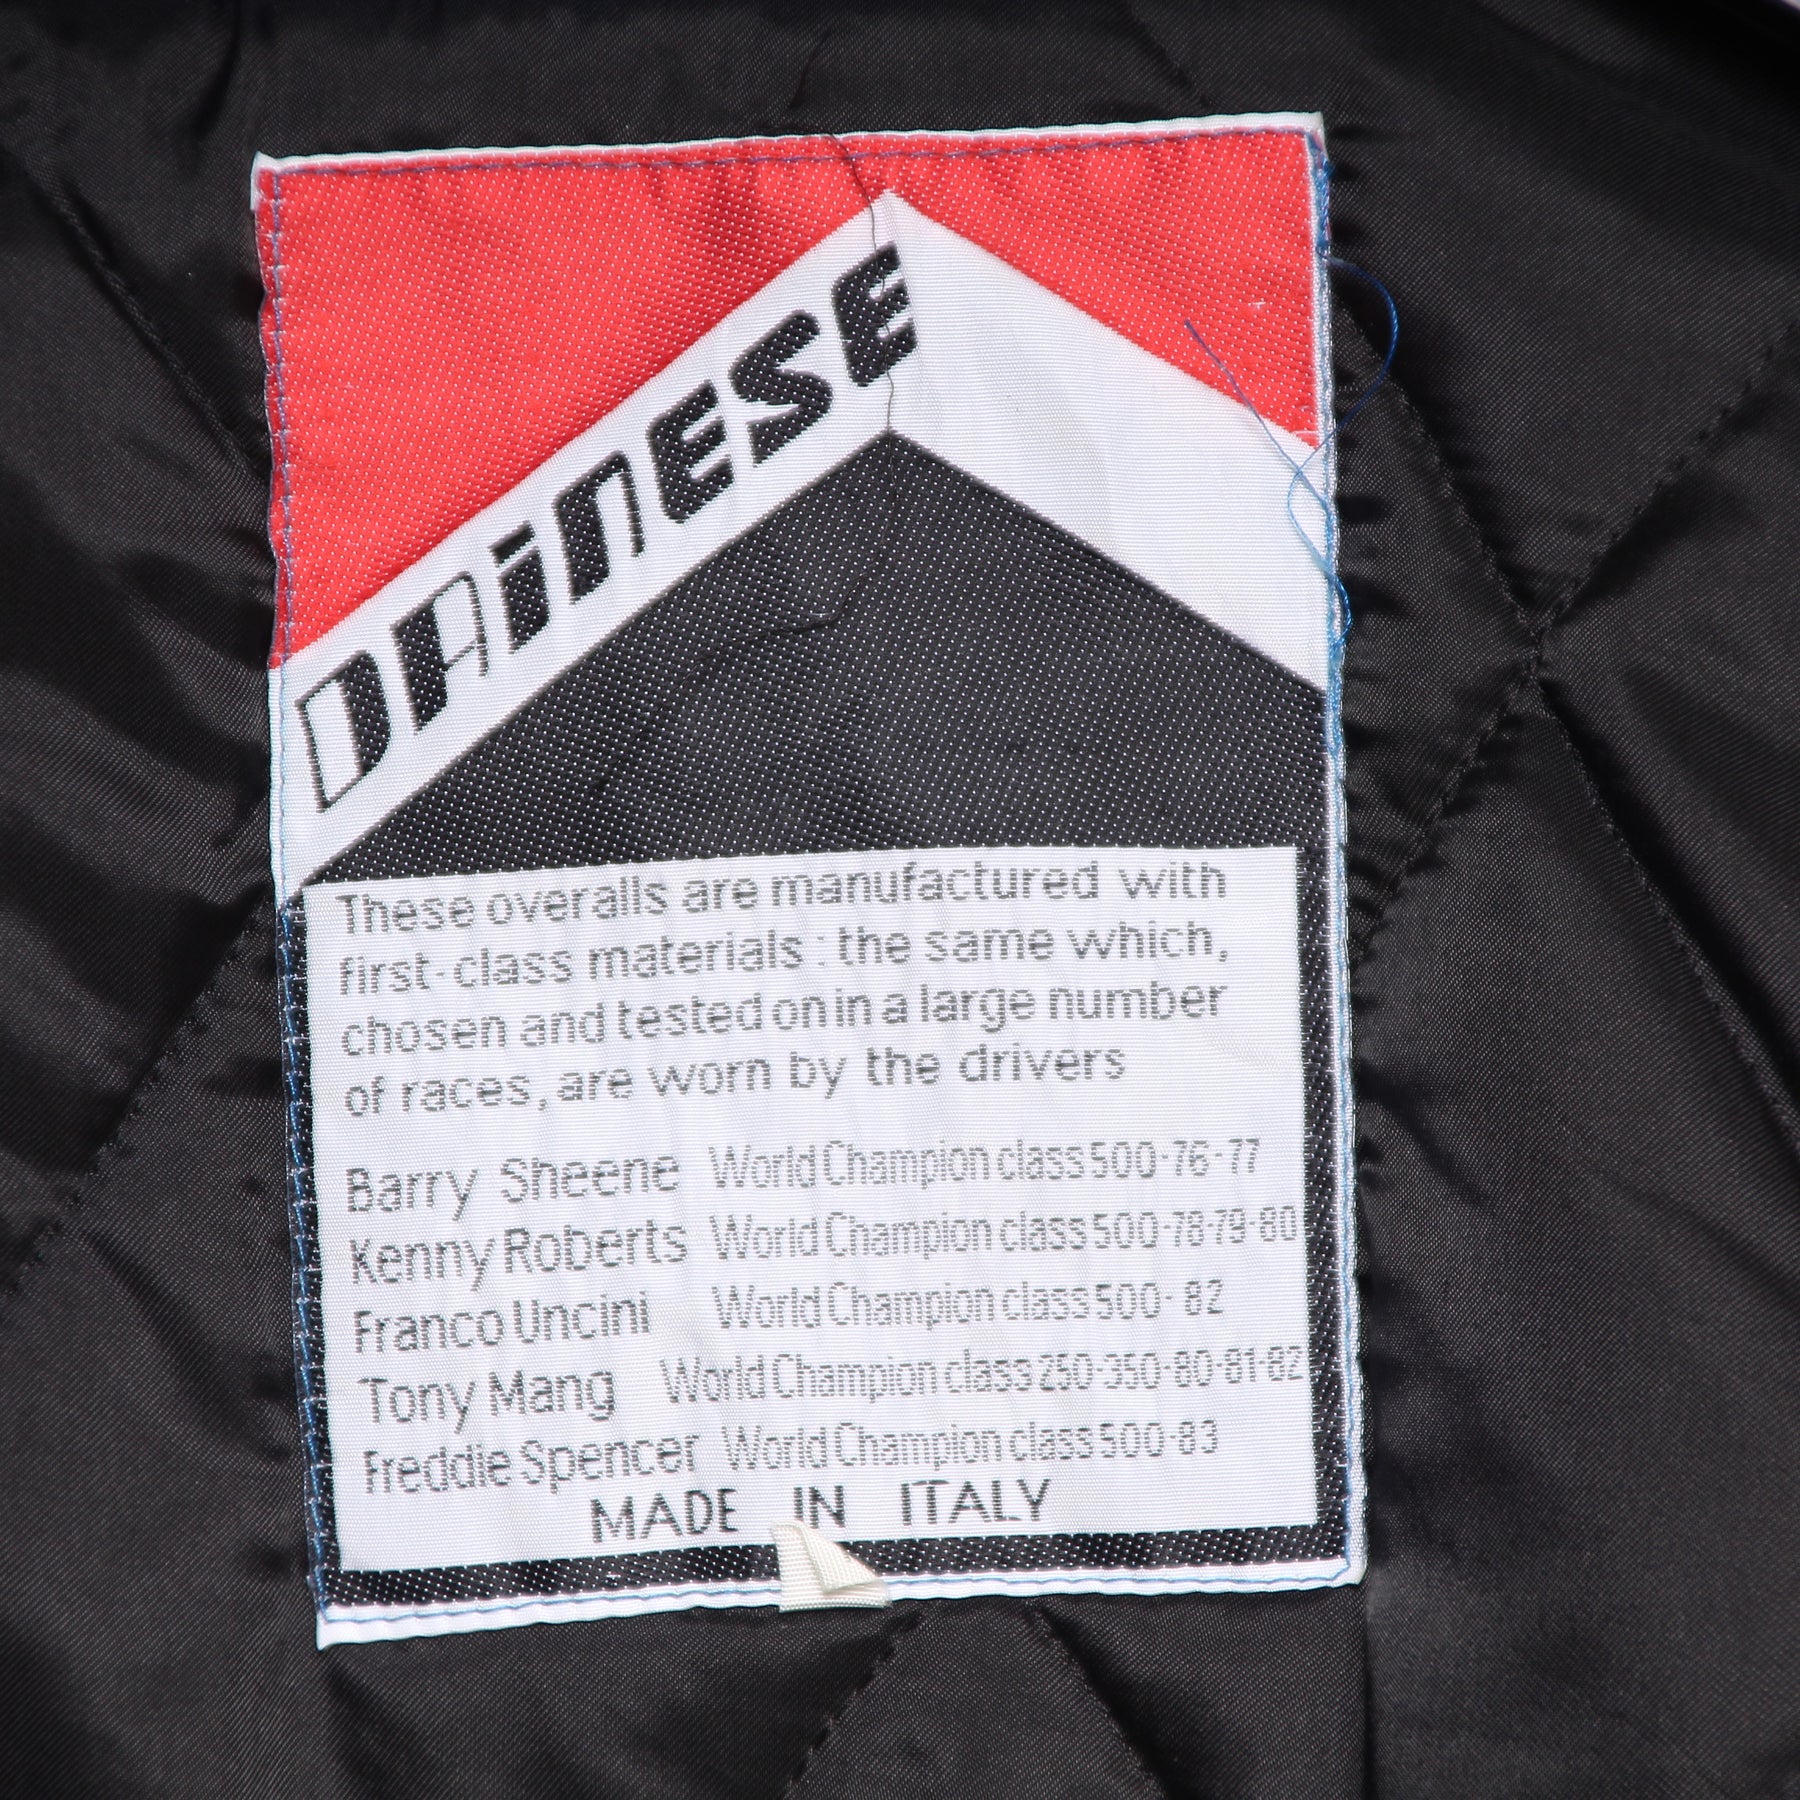 DAiNESE
These overalls are manufactured with
first-class materials : the same which,
chosen and tested on in a large number
of races, are worn by the drivers
Barry Sheene World Champion class 500-76-77
Kenny Roberts World Champion class 500-78-79-80
Franco Uncini World Champion class 500- 82
Tony Mang World Champion class 250-350-80-81-82
Freddie Spencer World Champion class 500-83
MADE IN ITALY